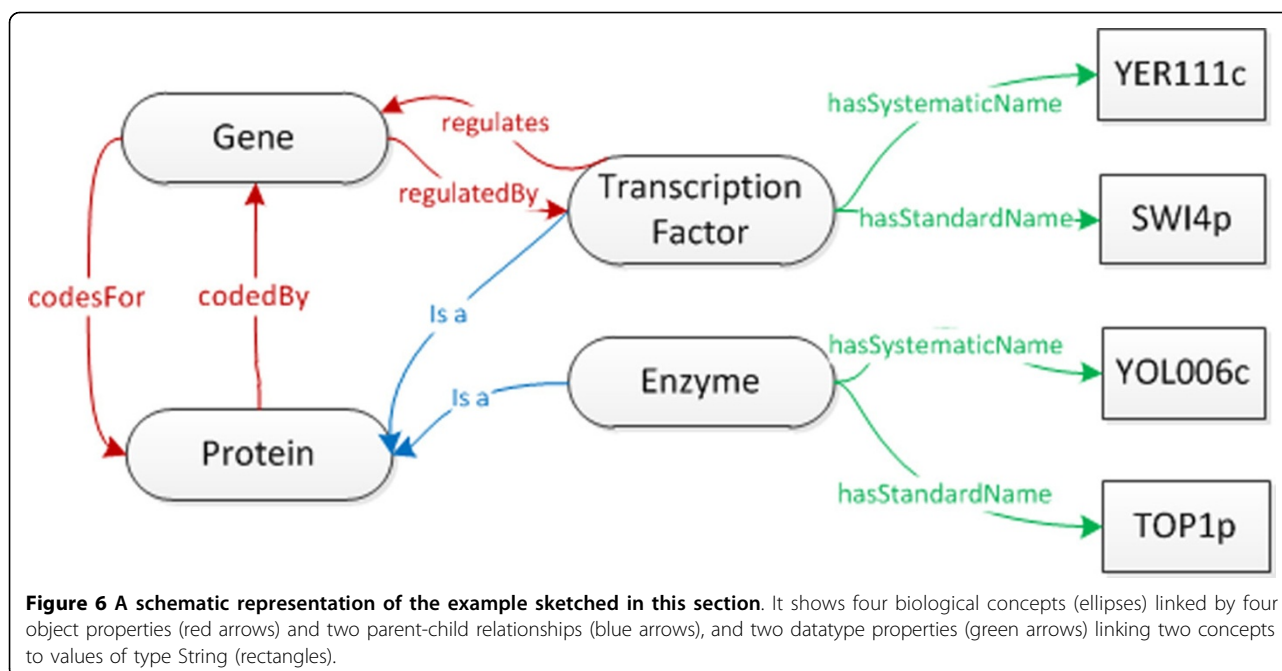 YER111c
hasSystematicName
Gene
regulates
regulatedBy
Transcription
Factor
hasStandardName
SWI4p
codesFor
codedBy
Is a
hasSystematicName
Enzyme
YOL006c
Is a
Protein
hasStandardName
TOP1p
Figure 6 A schematic representation of the example sketched in this section. It shows four biological concepts (ellipses) linked by four
object properties (red arrows) and two parent-child relationships (blue arrows), and two datatype properties (green arrows) linking two concepts
to values of type String (rectangles).